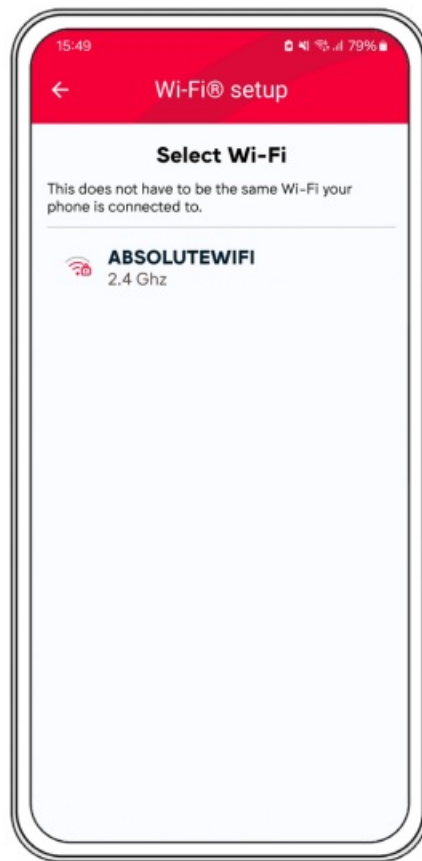 15:49 79%
Wi-Fi® setup
Select Wi-Fi
This does not have to be the same Wi-Fi your
phone is connected to.
ABSOLUTEWIFI
2.4 Ghz